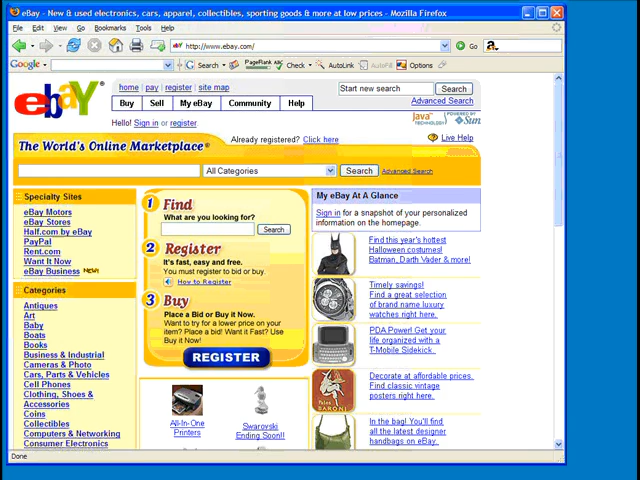 eBay - New & used electronics, cars, apparel, collectibles, sporting goods & more at low prices - Mozilla Firefox
File Edit View Go Bookmarks Tools Help
http://www.ebay.com/ Go
Google Search PageRank Check AutoLink AutoFill Options
ebay
home | pay | register | site map
Start new search Search
Buy Sell My eBay Community Help
Advanced Search
Hello! Sign in or register.
Java TECHNOLOGY POWERED BY Sun
The World's Online Marketplace®
Already registered? Click here
Live Help
All Categories Search Advanced Search
Specialty Sites
eBay Motors
eBay Stores
Half.com by eBay
PayPal
Rent.com
Want It Now
eBay Business NEW!
Categories
Antiques
Art
Baby
Boats
Books
Business & Industrial
Cameras & Photo
Cars, Parts & Vehicles
Cell Phones
Clothing, Shoes &
Accessories
Coins
Collectibles
Computers & Networking
Consumer Electronics
1 Find
What are you looking for?
Search
2 Register
It's fast, easy and free.
You must register to bid or buy.
How to Register
3 Buy
Place a Bid or Buy it Now.
Want to try for a lower price on your
item? Place a bid! Want it Fast? Use
Buy it Now!
REGISTER
All-In-One
Printers
Swarovski
Ending Soon!!
My eBay At A Glance
Sign in for a snapshot of your personalized
information on the homepage.
Find this year's hottest
Halloween costumes!
Batman, Darth Vader & more!
Timely savings!
Find a great selection
of brand name luxury
watches right here.
PDA Power! Get your
life organized with a
T-Mobile Sidekick.
Decorate at affordable prices.
Find classic vintage
posters right here.
In the bag! You'll find
all the latest designer
handbags on eBay.
Done